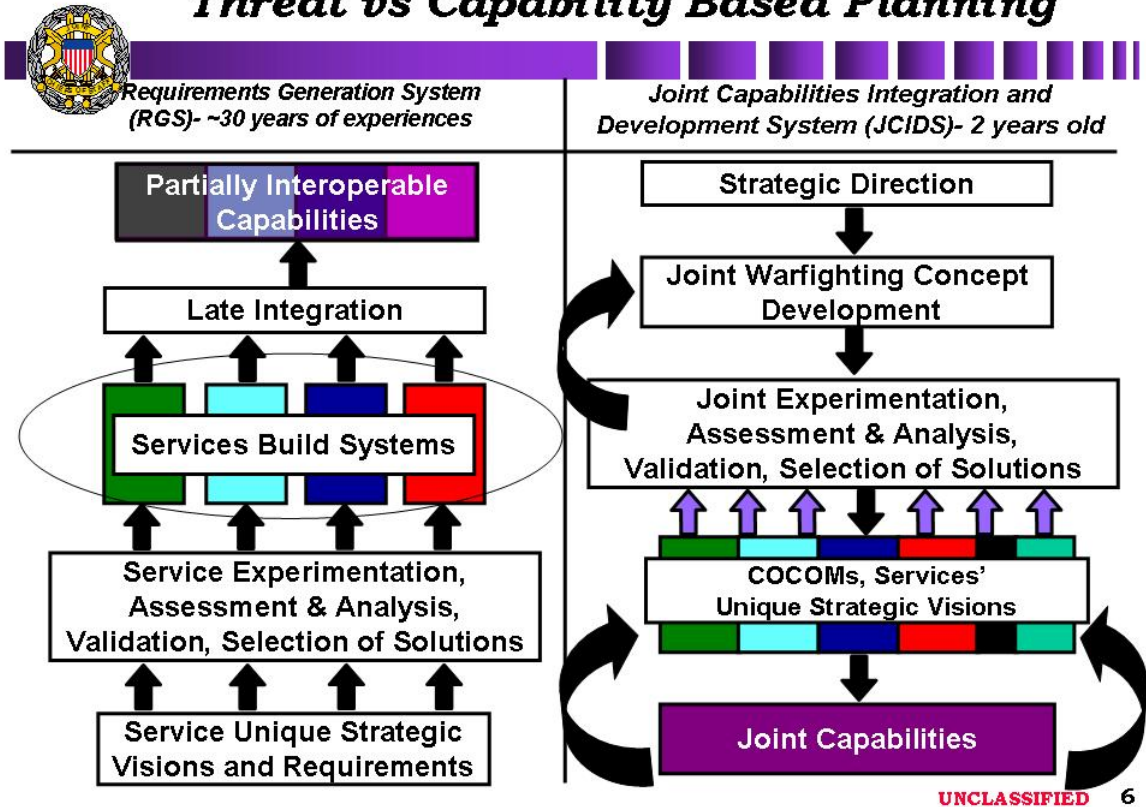 Threat vs Capability Based Planning
Requirements Generation System
(RGS)- ~30 years of experiences
Partially Interoperable
Capabilities
Late Integration
Services Build Systems
Service Experimentation,
Assessment & Analysis,
Validation, Selection of Solutions
Service Unique Strategic
Visions and Requirements
Joint Capabilities Integration and
Development System (JCIDS)- 2 years old
Strategic Direction
Joint Warfighting Concept
Development
Joint Experimentation,
Assessment & Analysis,
Validation, Selection of Solutions
COCOMs, Services’
Unique Strategic Visions
Joint Capabilities
UNCLASSIFIED 6